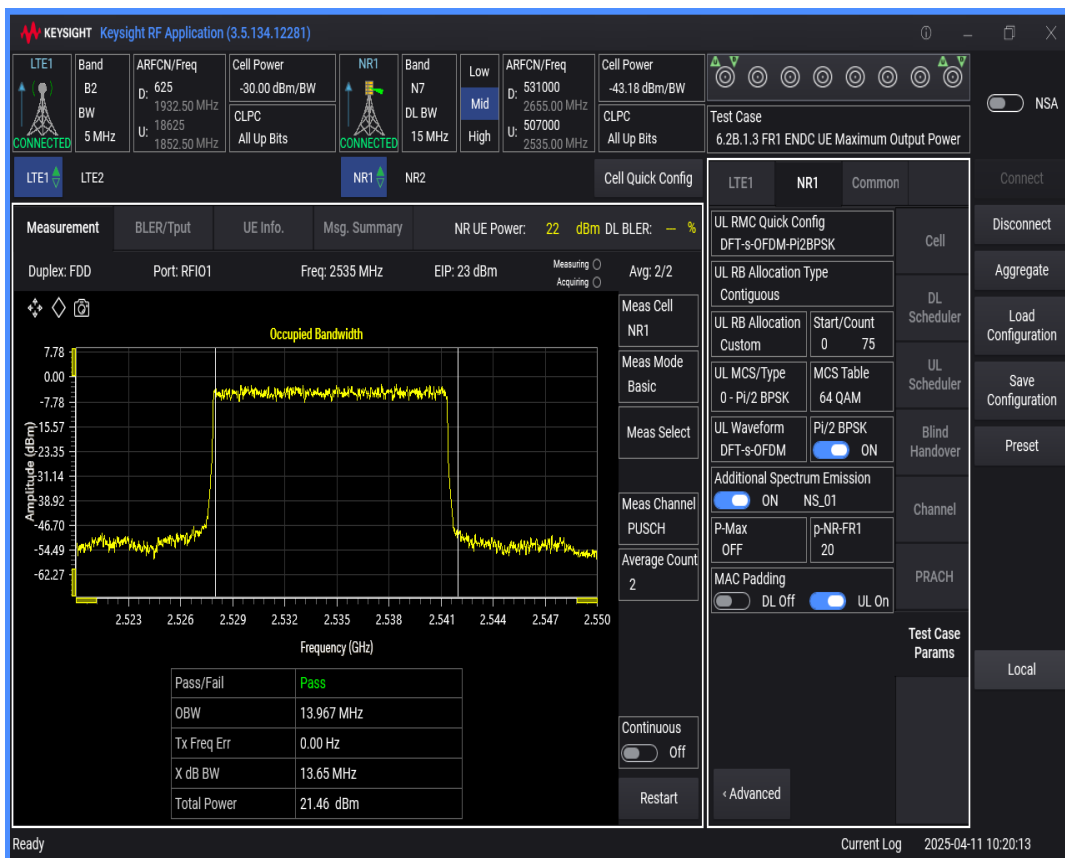 KEYSIGHT Keysight RF Application (3.5.134.12281)
LTE1
CONNECTED
Band
B2
BW
5 MHz
ARFCN/Freq
D: 625
1932.50 MHz
U: 18625
1852.50 MHz
Cell Power
-30.00 dBm/BW
CLPC
All Up Bits
NR1
CONNECTED
Band
N7
DL BW
15 MHz
Low
Mid
High
ARFCN/Freq
D: 531000
2655.00 MHz
U: 507000
2535.00 MHz
Cell Power
-43.18 dBm/BW
CLPC
All Up Bits
Test Case
6.2B.1.3 FR1 ENDC UE Maximum Output Power
NSA
LTE1 LTE2 NR1 NR2 Cell Quick Config
Measurement BLER/Tput UE Info. Msg. Summary NR UE Power: 22 dBm DL BLER: — %
Duplex: FDD Port: RFIO1 Freq: 2535 MHz EIP: 23 dBm Measuring Acquiring Avg: 2/2
Occupied Bandwidth
Amplitude (dBm)
7.78
0.00
-7.78
-15.57
-23.35
-31.14
-38.92
-46.70
-54.49
-62.27
2.523 2.526 2.529 2.532 2.535 2.538 2.541 2.544 2.547 2.550
Frequency (GHz)
Pass/Fail Pass
OBW 13.967 MHz
Tx Freq Err 0.00 Hz
X dB BW 13.65 MHz
Total Power 21.46 dBm
Meas Cell
NR1
Meas Mode
Basic
Meas Select
Meas Channel
PUSCH
Average Count
2
Continuous
Off
Restart
LTE1 NR1 Common
UL RMC Quick Config
DFT-s-OFDM-Pi2BPSK
UL RB Allocation Type
Contiguous
UL RB Allocation
Custom
Start/Count
0 75
UL MCS/Type
0 - Pi/2 BPSK
MCS Table
64 QAM
UL Waveform
DFT-s-OFDM
Pi/2 BPSK
ON
Additional Spectrum Emission
ON NS_01
P-Max
OFF
p-NR-FR1
20
MAC Padding
DL Off UL On
‹ Advanced
Cell
DL
Scheduler
UL
Scheduler
Blind
Handover
Channel
PRACH
Test Case
Params
Connect
Disconnect
Aggregate
Load
Configuration
Save
Configuration
Preset
Local
Ready Current Log 2025-04-11 10:20:13